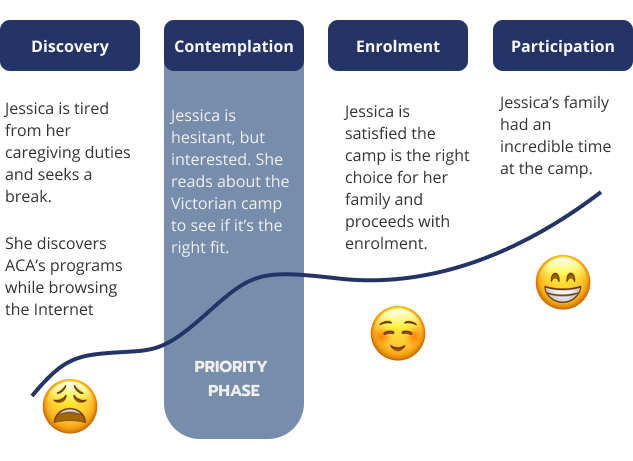 Discovery
Jessica is tired
from her
caregiving duties
and seeks a
break.
She discovers
ACA’s programs
while browsing
the Internet
Contemplation
Jessica is
hesitant, but
interested. She
reads about the
Victorian camp
to see if it’s the
right fit.
PRIORITY
PHASE
Enrolment
Jessica is
satisfied the
camp is the right
choice for her
family and
proceeds with
enrolment.
Participation
Jessica’s family
had an
incredible time
at the camp.